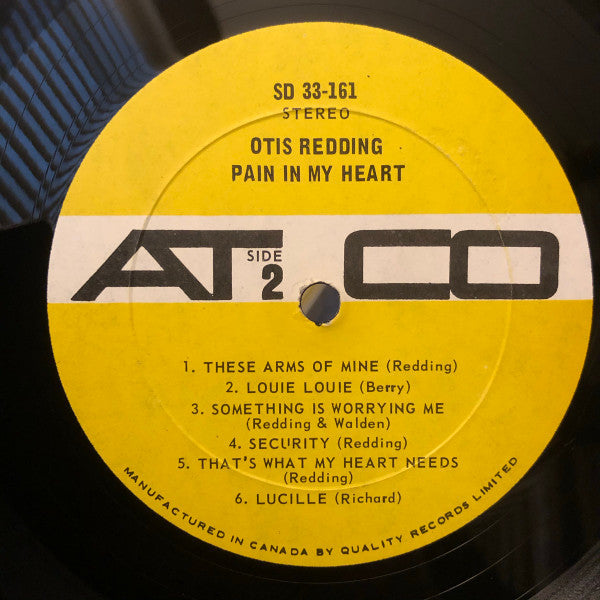 SD 33-161
STEREO
OTIS REDDING
PAIN IN MY HEART
ATCO
SIDE
2
1. THESE ARMS OF MINE (Redding)
2. LOUIE LOUIE (Berry)
3. SOMETHING IS WORRYING ME
(Redding & Walden)
4. SECURITY (Redding)
5. THAT'S WHAT MY HEART NEEDS
(Redding)
6. LUCILLE (Richard)
MANUFACTURED IN CANADA BY QUALITY RECORDS LIMITED